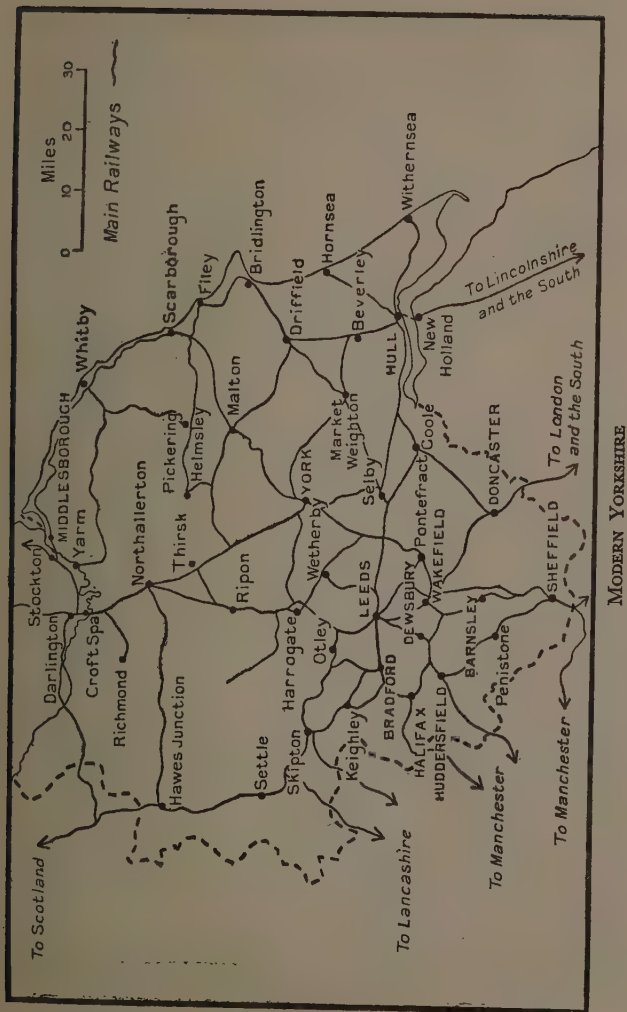 Miles
0 10 20 30
Main Railways
To Scotland
Stockton
MIDDLESBOROUGH
Darlington
Yarm
Croft Spa
Whitby
Richmond
Northallerton
Scarborough
Hawes Junction
Thirsk
Pickering
Helmsley
Filey
Malton
Ripon
Bridlington
Settle
Driffield
Harrogate
YORK
Wetherby
Skipton
Otley
Market
Weighton
Hornsea
Keighley
LEEDS
Selby
Beverley
BRADFORD
HULL
Withernsea
To Lancashire
HALIFAX
DEWSBURY
WAKEFIELD
Pontefract
Coole
New
Holland
HUDDERSFIELD
BARNSLEY
Penistone
DONCASTER
To Lincolnshire
and the South
To Manchester
SHEFFIELD
To London
and the South
To Manchester
MODERN YORKSHIRE